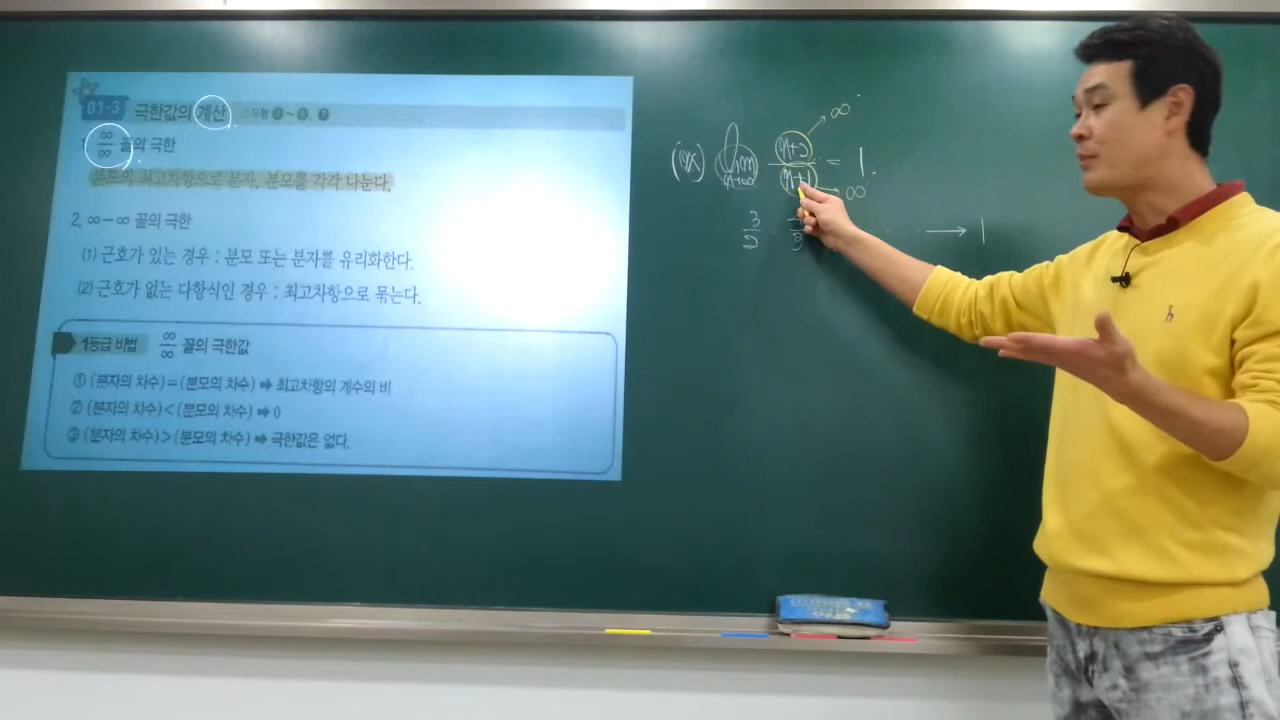 01-3 극한값의 계산
1. ∞/∞ 꼴의 극한
분모의 최고차항으로 분자, 분모를 각각 나눈다.
2. ∞-∞ 꼴의 극한
(1) 근호가 있는 경우 : 분모 또는 분자를 유리화한다.
(2) 근호가 없는 다항식인 경우 : 최고차항으로 묶는다.
1등급 비법 ∞/∞ 꼴의 극한값
① (분자의 차수)=(분모의 차수) ➡ 최고차항의 계수의 비
② (분자의 차수)<(분모의 차수) ➡ 0
③ (분자의 차수)>(분모의 차수) ➡ 극한값은 없다.
(ex) lim n→∞ = 1.
→∞
→∞
3/2 → 1